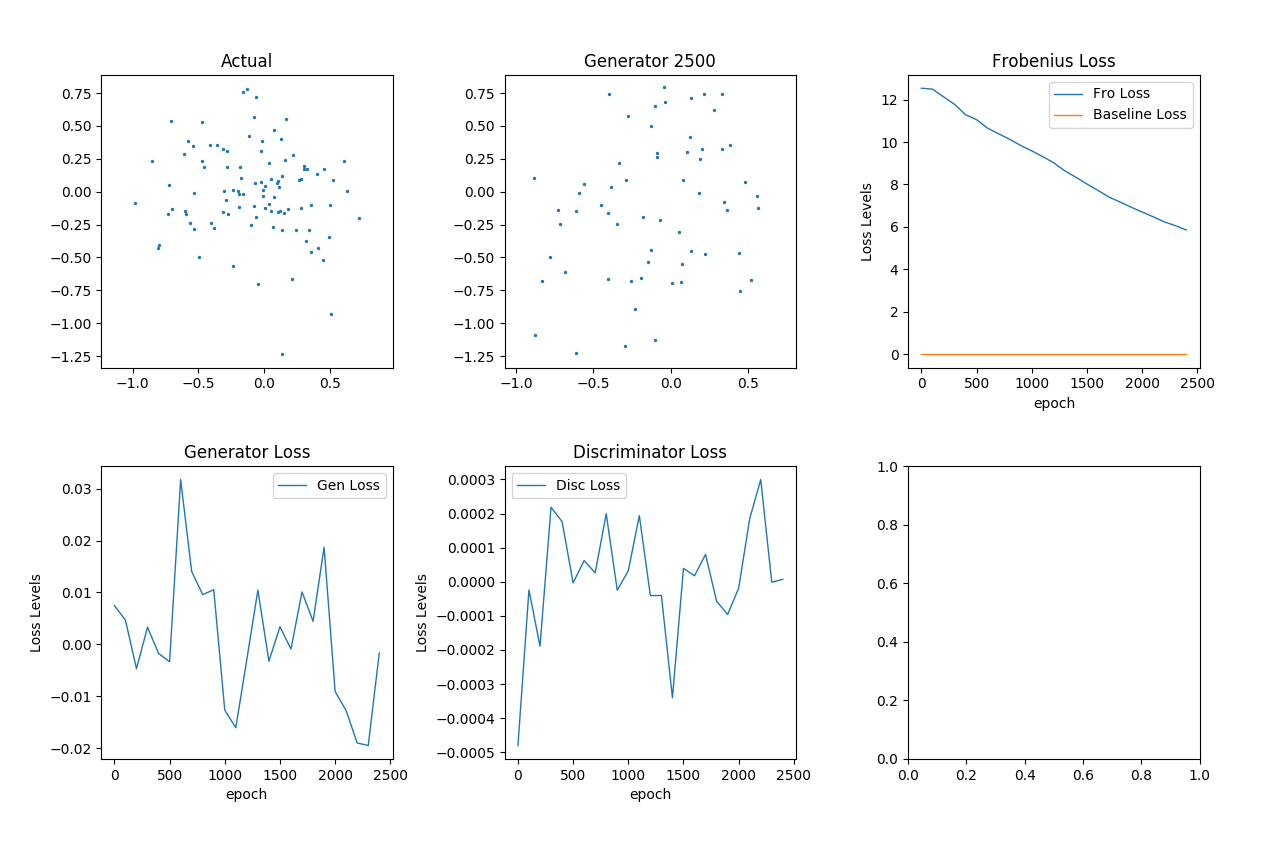 Actual
0.75
0.50
0.25
0.00
−0.25
−0.50
−0.75
−1.00
−1.25
−1.0 −0.5 0.0 0.5
Generator 2500
0.75
0.50
0.25
0.00
−0.25
−0.50
−0.75
−1.00
−1.25
−1.0 −0.5 0.0 0.5
Frobenius Loss
Fro Loss
Baseline Loss
Loss Levels
12
10
8
6
4
2
0
0 500 1000 1500 2000 2500
epoch
Generator Loss
Gen Loss
Loss Levels
0.03
0.02
0.01
0.00
−0.01
−0.02
0 500 1000 1500 2000 2500
epoch
Discriminator Loss
Disc Loss
Loss Levels
0.0003
0.0002
0.0001
0.0000
−0.0001
−0.0002
−0.0003
−0.0004
−0.0005
0 500 1000 1500 2000 2500
epoch
1.0
0.8
0.6
0.4
0.2
0.0
0.0 0.2 0.4 0.6 0.8 1.0